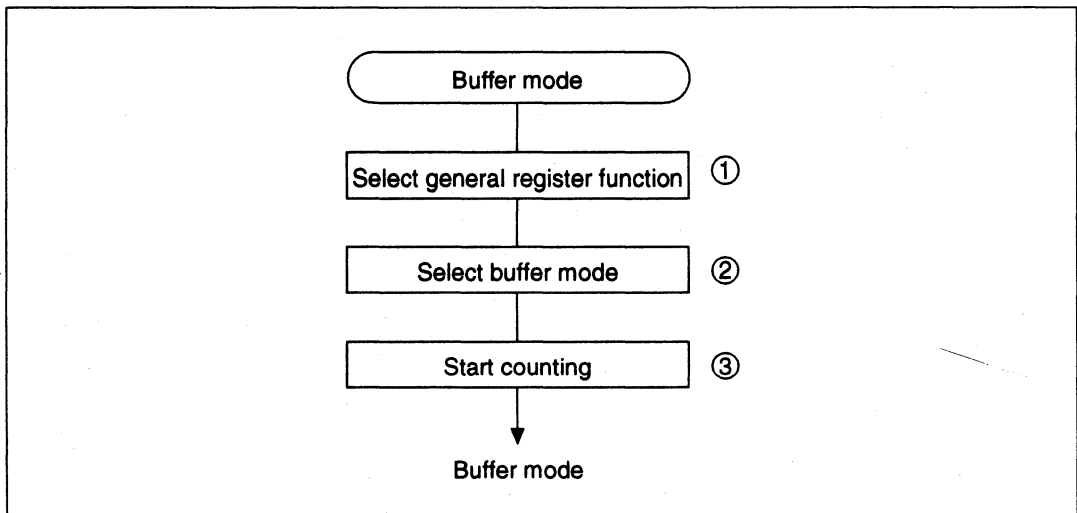 Buffer mode
Select general register function ①
Select buffer mode ②
Start counting ③
Buffer mode